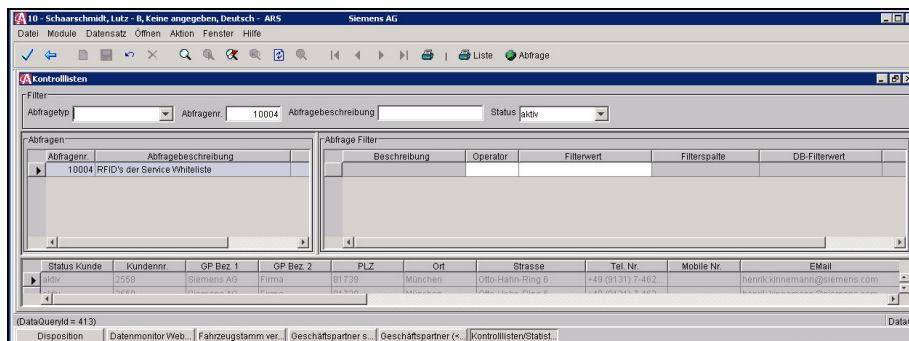 10 - Schaarschmidt, Lutz - B, Keine angegeben, Deutsch - ARS Siemens AG
Datei Module Datensatz Öffnen Aktion Fenster Hilfe
Liste Abfrage
Kontrolllisten
Filter
Abfragetyp Abfragenr. 10004 Abfragebeschreibung Status aktiv
Abfragen Abfrage Filter
Abfragenr. Abfragebeschreibung Beschreibung Operator Filterwert Filterspalte DB-Filterwert
10004 RFID's der Service Whiteliste
Status Kunde Kundennr. GP Bez. 1 GP Bez. 2 PLZ Ort Strasse Tel. Nr. Mobile Nr. EMail
aktiv 2558 Siemens AG Firma 81739 München Otto-Hahn-Ring 6 +49 (9131) 7-462... henrik.kinnemann@siemens.com
(DataQueryId = 413)
Disposition Datenmonitor Web... Fahrzeugstamm ver... Geschäftspartner s... Geschäftspartner (<... Kontrolllisten/Statist...